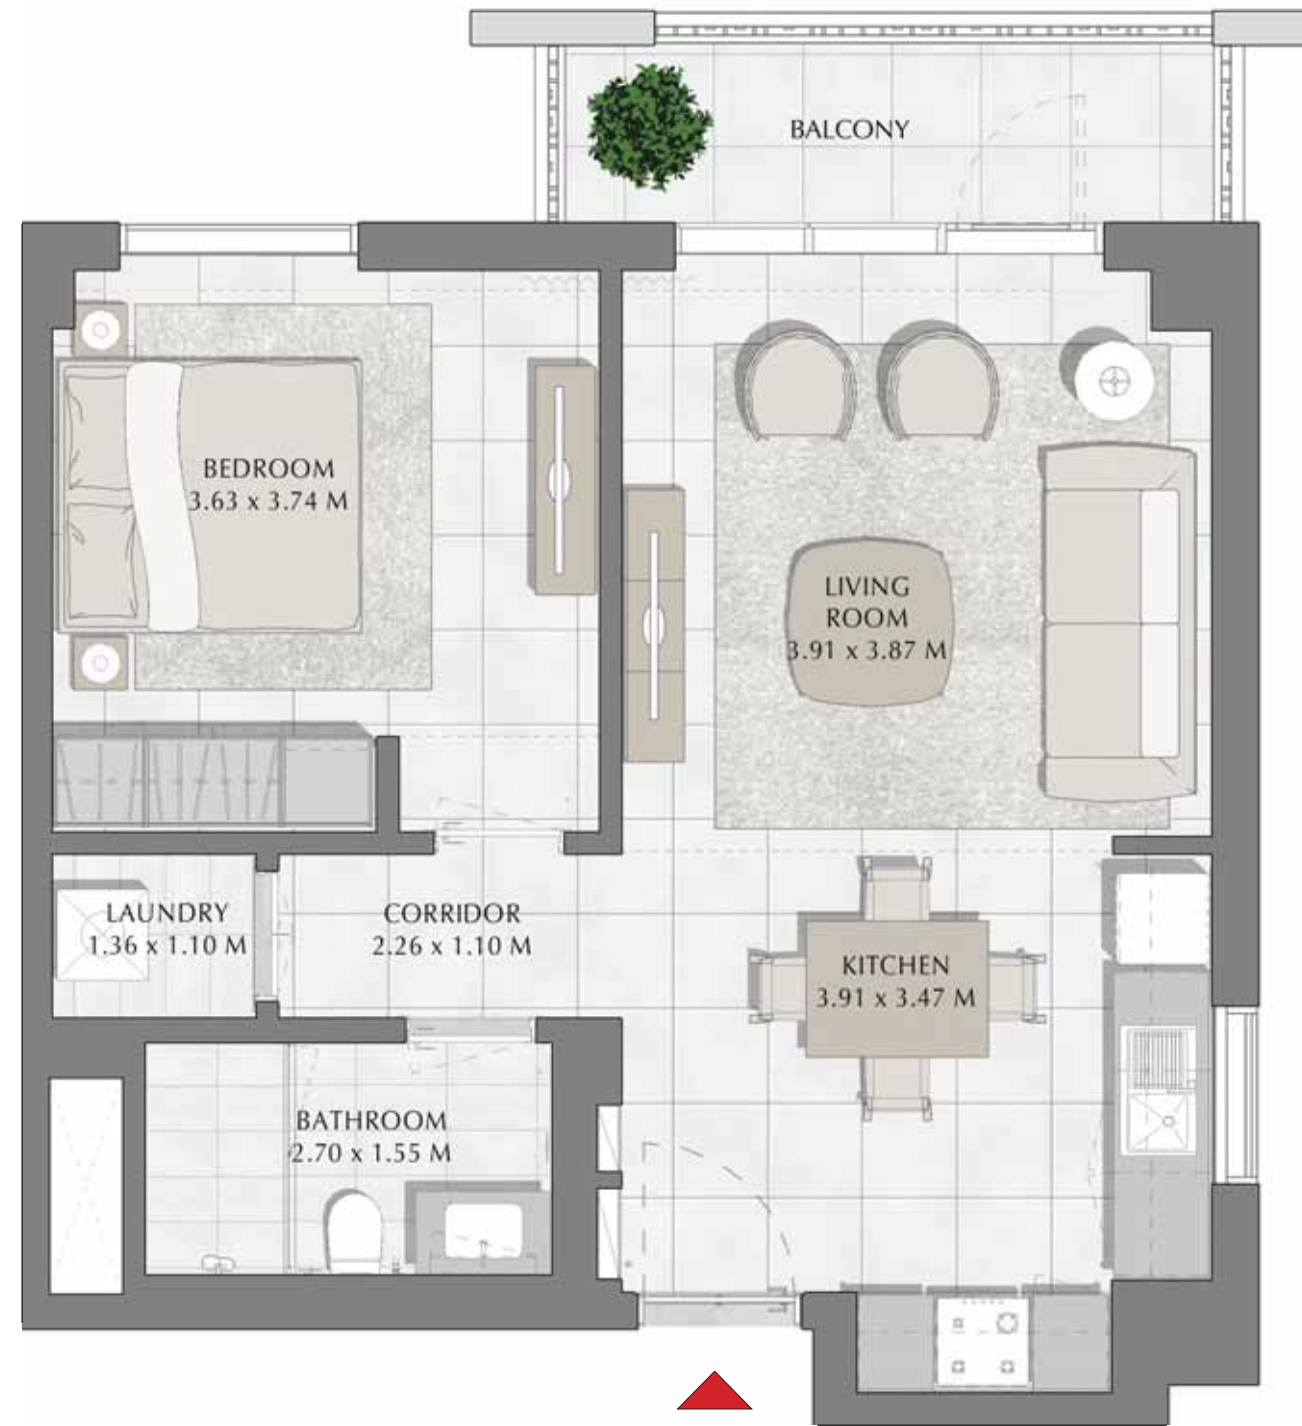 BALCONY
BEDROOM
3.63 x 3.74 M
LIVING
ROOM
3.91 x 3.87 M
LAUNDRY
1.36 x 1.10 M
CORRIDOR
2.26 x 1.10 M
KITCHEN
3.91 x 3.47 M
BATHROOM
2.70 x 1.55 M